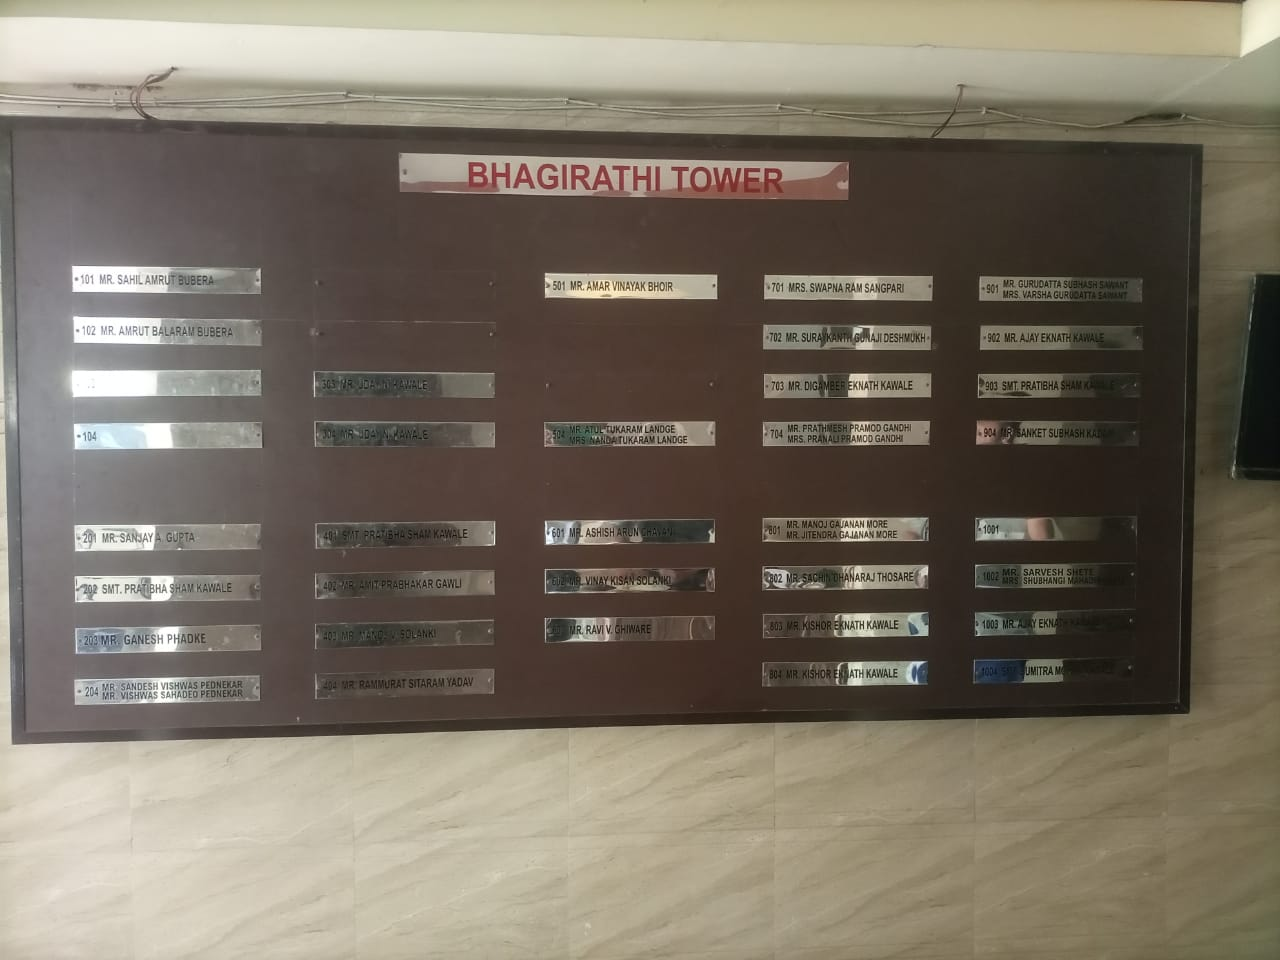 BHAGIRATHI TOWER
101 MR. SAHIL AMRUT BUBERA
102 MR. AMRUT BALARAM BUBERA
104
201 MR. SANJAY A. GUPTA
202 SMT. PRATIBHA SHAM KAWALE
203 MR. GANESH PHADKE
204 MR. SANDESH VISHWAS PEDNEKAR
MR. VISHWAS SAHADEO PEDNEKAR
303 MR. UDAY N. KAWALE
304 MR. UDAY N. KAWALE
401 SMT. PRATIBHA SHAM KAWALE
402 MR. AMIT PRABHAKAR GAWLI
403 MR. MANOJ V. SOLANKI
404 MR. RAMMURAT SITARAM YADAV
501 MR. AMAR VINAYAK BHOIR
504 MR. ATUL TUKARAM LANDGE
MRS. NANDA TUKARAM LANDGE
601 MR. ASHISH ARUN CHAVAN
602 MR. VINAY KISAN SOLANKI
MR. RAVI V. GHIWARE
701 MRS. SWAPNA RAM SANGPARI
702 MR. SURAYKANTH GUNAJI DESHMUKH
703 MR. DIGAMBER EKNATH KAWALE
704 MR. PRATHMESH PRAMOD GANDHI
MRS. PRANALI PRAMOD GANDHI
801 MR. MANOJ GAJANAN MORE
MR. JITENDRA GAJANAN MORE
802 MR. SACHIN DHANARAJ THOSARE
803 MR. KISHOR EKNATH KAWALE
804 MR. KISHOR EKNATH KAWALE
901 MR. GURUDATTA SUBHASH SAWANT
MRS. VARSHA GURUDATTA SAWANT
902 MR. AJAY EKNATH KAWALE
903 SMT. PRATIBHA SHAM KAWALE
904 MR. SANKET SUBHASH
1001
1002 MR. SARVESH SHETE
MRS. SHUBHANGI
1003 MR. AJAY EKNATH
1004 SMT. SUMITRA